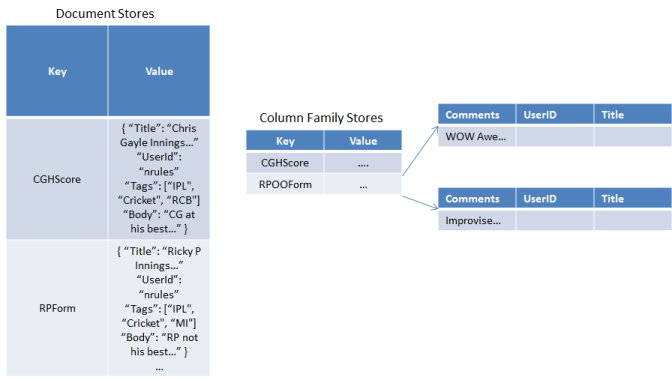 Document Stores
Key Value
CGHScore
{ “Title”: “Chris
Gayle Innings…”
“UserId”:
“nrules”
“Tags”: [“IPL",
“Cricket", “RCB"]
“Body”: “CG at
his best…” }
RPForm
{ “Title”: “Ricky P
Innings…”
“UserId”:
“nrules”
“Tags”: [“IPL",
“Cricket", “MI"]
“Body”: “RP not
his best…” }
…
Column Family Stores
Key Value
CGHScore ….
RPOOForm …
Comments UserID Title
WOW Awe…
Comments UserID Title
Improvise…